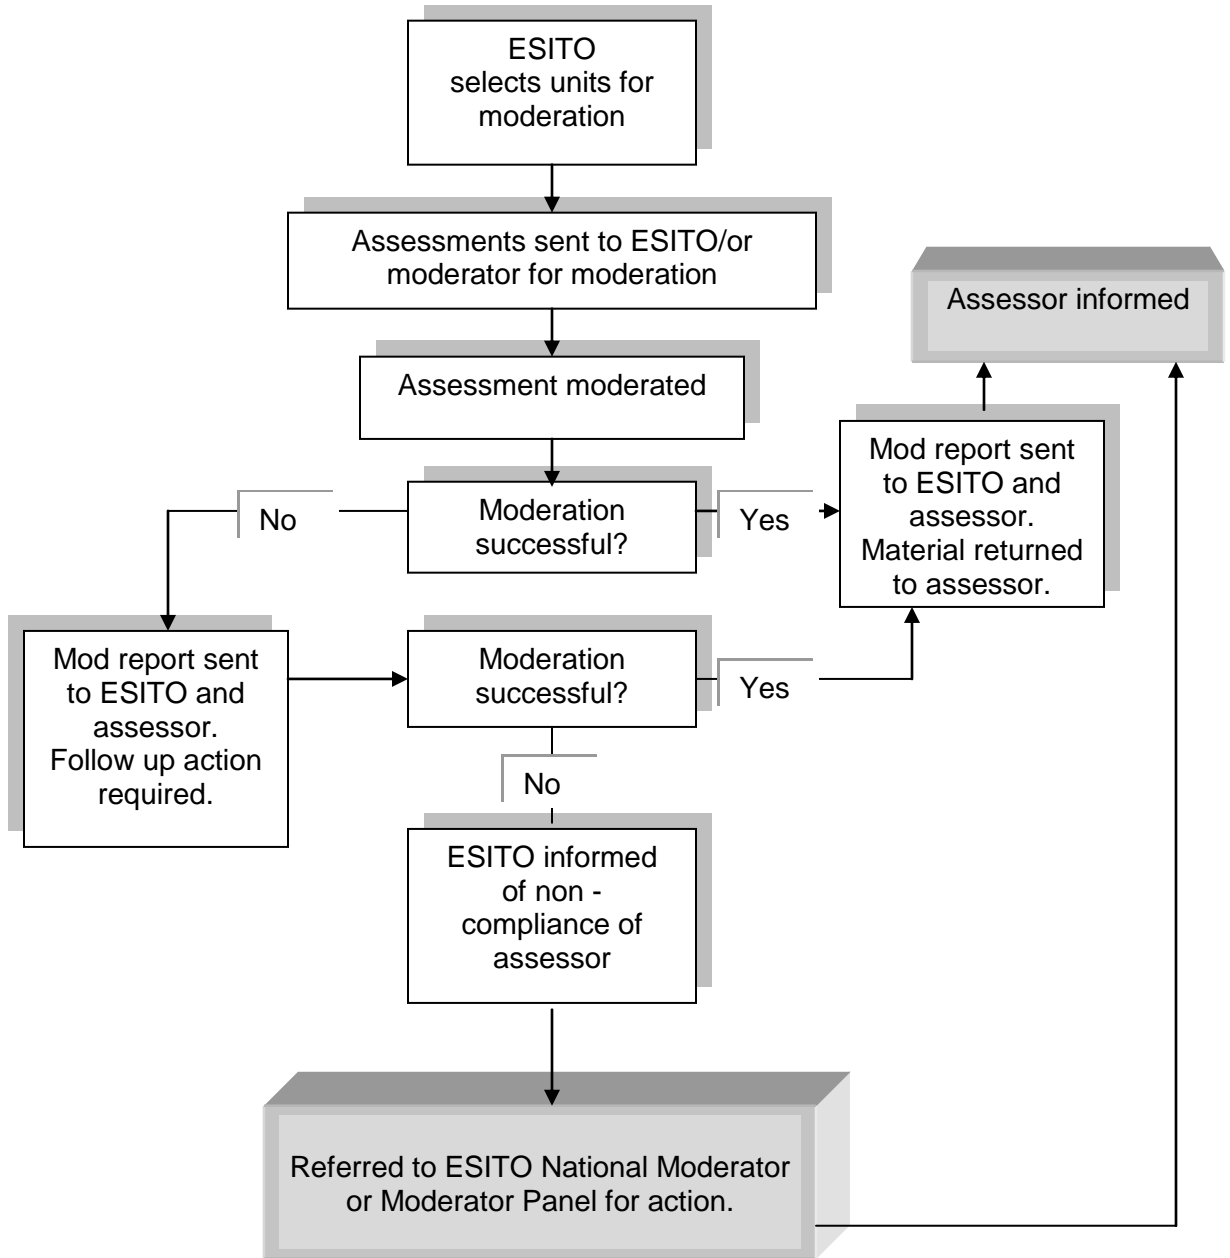 ESITO
selects units for
moderation
Assessments sent to ESITO/or
moderator for moderation
Assessor informed
Assessment moderated
Mod report sent
to ESITO and
assessor.
Material returned
to assessor.
Moderation
successful?
No
Yes
Mod report sent
to ESITO and
assessor.
Follow up action
required.
Moderation
successful?
Yes
No
ESITO informed
of non -
compliance of
assessor
Referred to ESITO National Moderator
or Moderator Panel for action.